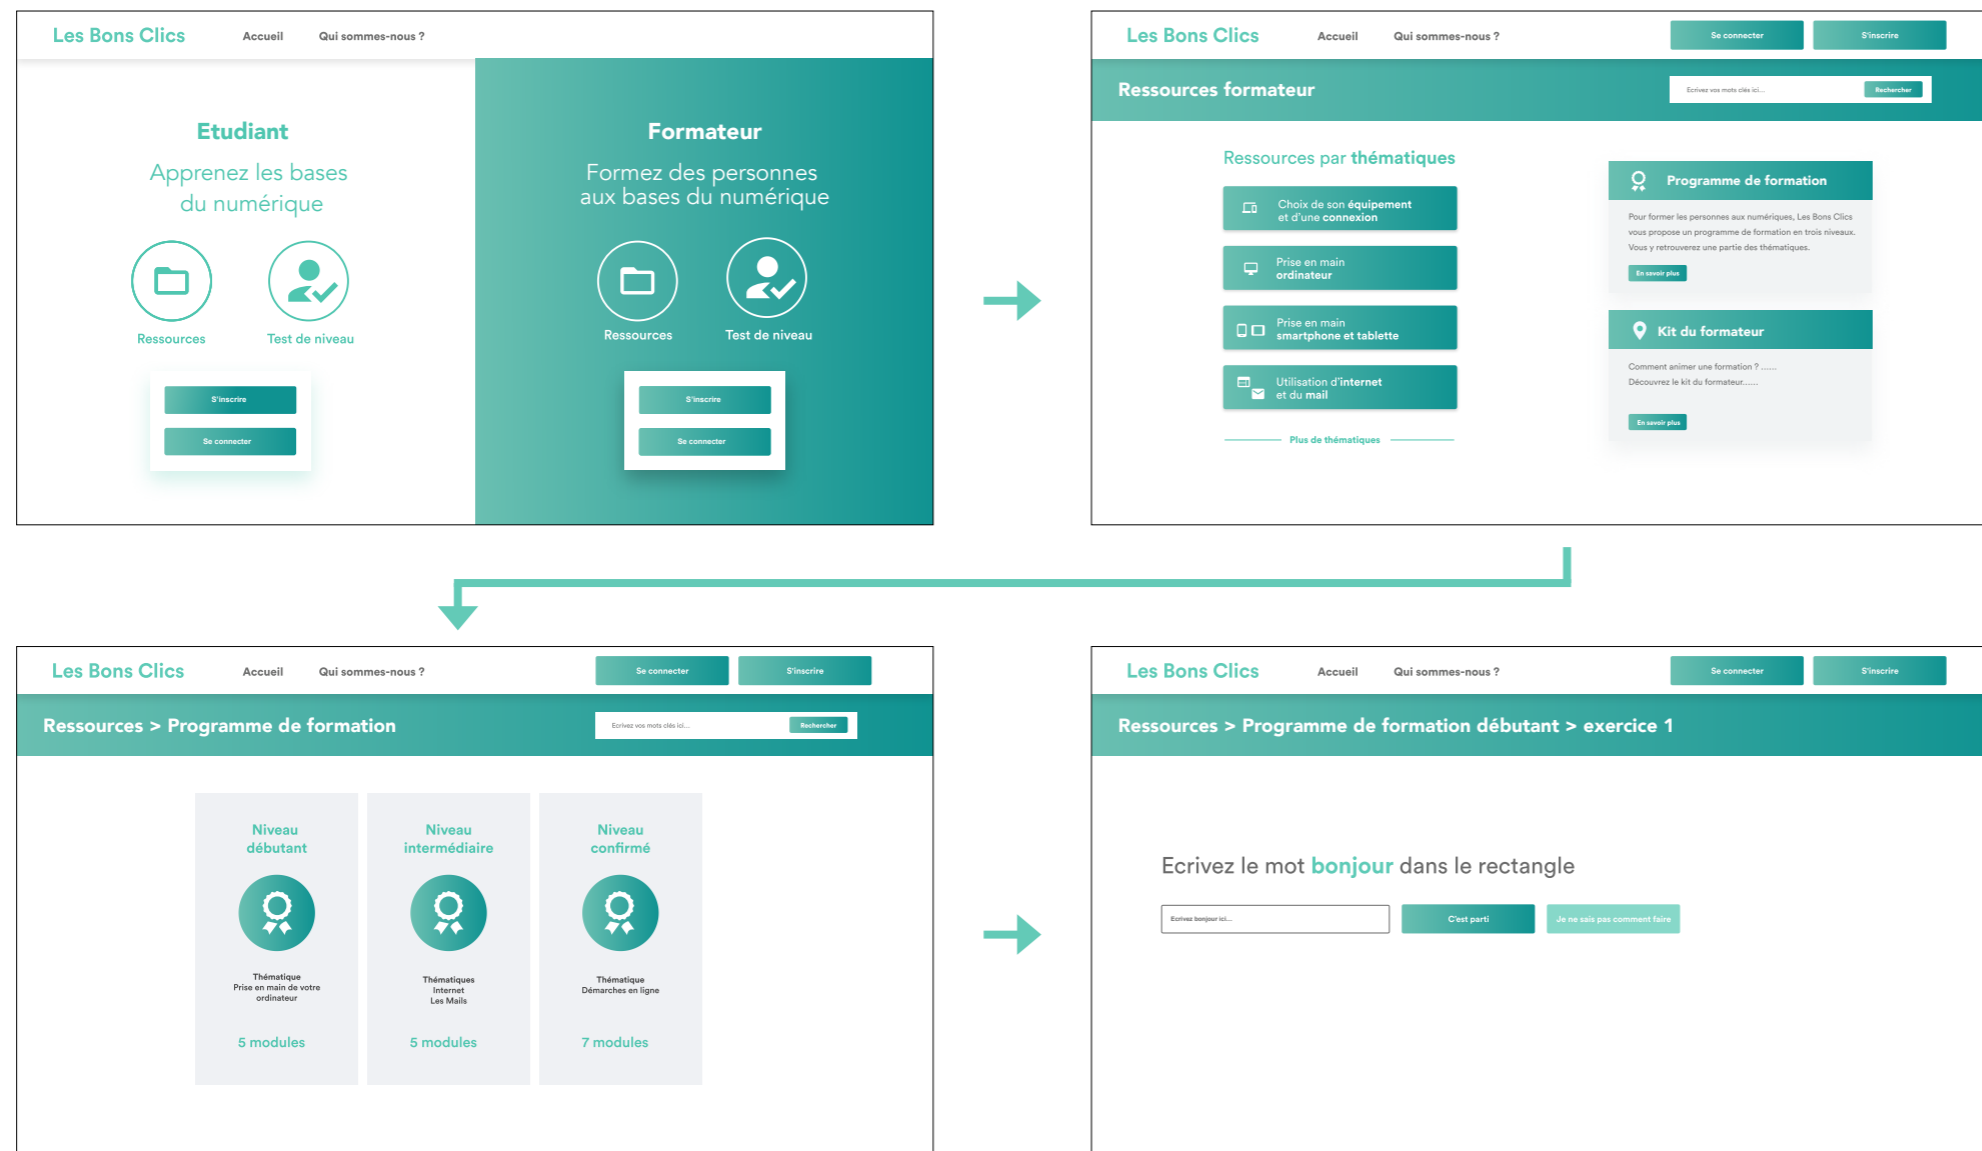 Les Bons Clics Accueil Qui sommes-nous ?
Etudiant
Apprenez les bases
du numérique
Ressources Test de niveau
S'inscrire
Se connecter
Formateur
Formez des personnes
aux bases du numérique
Ressources Test de niveau
S'inscrire
Se connecter
Les Bons Clics Accueil Qui sommes-nous ? Se connecter S'inscrire
Ressources formateur Ecrivez vos mots clés ici... Rechercher
Ressources par thématiques
Choix de son équipement
et d'une connexion
Prise en main
ordinateur
Prise en main
smartphone et tablette
Utilisation d'internet
et du mail
Plus de thématiques
Programme de formation
Pour former les personnes aux numériques, Les Bons Clics
vous propose un programme de formation en trois niveaux.
Vous y retrouverez une partie des thématiques.
En savoir plus
Kit du formateur
Comment animer une formation ? ......
Découvrez le kit du formateur......
En savoir plus
Les Bons Clics Accueil Qui sommes-nous ? Se connecter S'inscrire
Ressources > Programme de formation Ecrivez vos mots clés ici... Rechercher
Niveau
débutant
Thématique
Prise en main de votre
ordinateur
5 modules
Niveau
intermédiaire
Thématiques
Internet
Les Mails
5 modules
Niveau
confirmé
Thématique
Démarches en ligne
7 modules
Les Bons Clics Accueil Qui sommes-nous ? Se connecter S'inscrire
Ressources > Programme de formation débutant > exercice 1
Ecrivez le mot bonjour dans le rectangle
Ecrivez bonjour ici... C'est parti Je ne sais pas comment faire